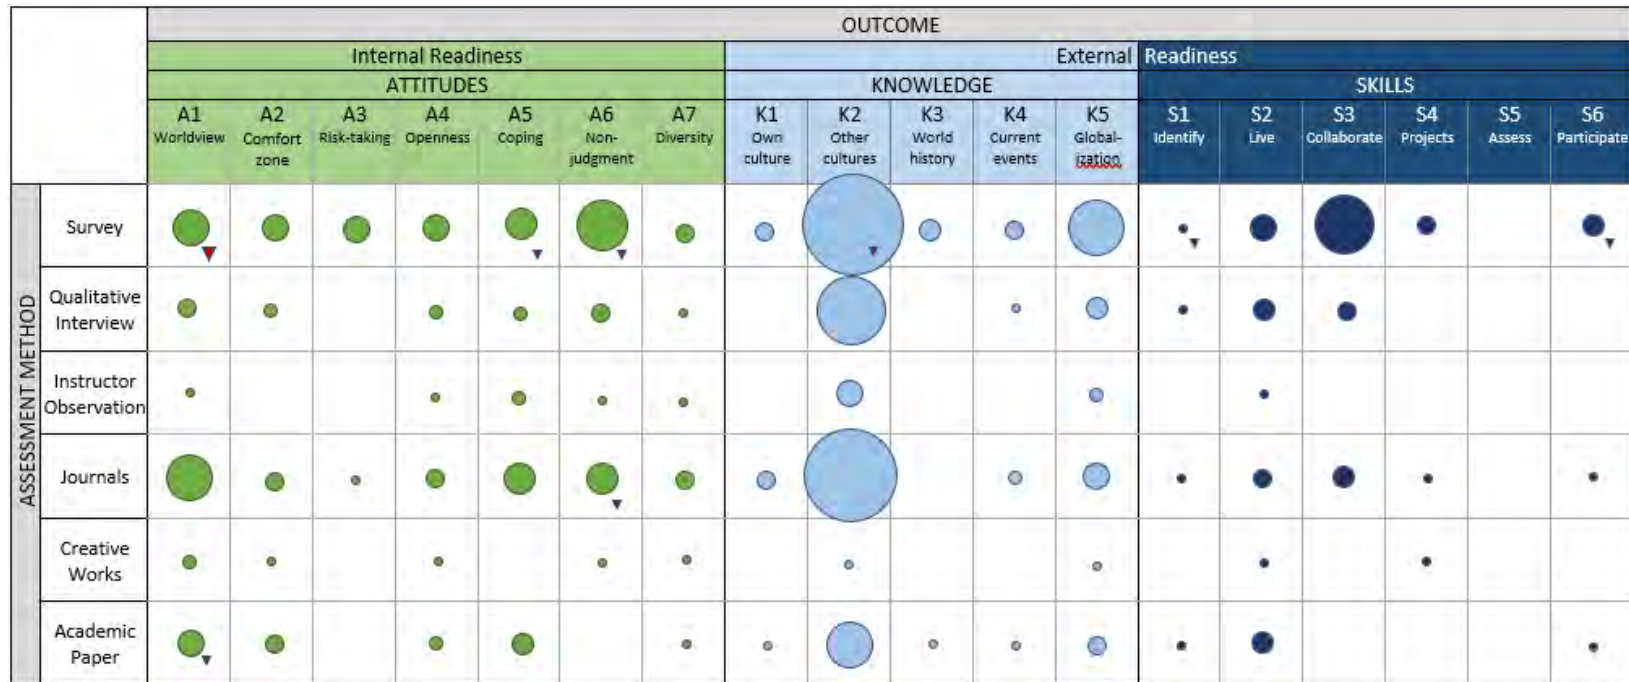 OUTCOME
Internal Readiness
External Readiness
ATTITUDES
KNOWLEDGE
SKILLS
A1
Worldview
A2
Comfort
zone
A3
Risk-taking
A4
Openness
A5
Coping
A6
Non-
judgment
A7
Diversity
K1
Own
culture
K2
Other
cultures
K3
World
history
K4
Current
events
K5
Global-
ization
S1
Identify
S2
Live
S3
Collaborate
S4
Projects
S5
Assess
S6
Participate
ASSESSMENT METHOD
Survey
Qualitative
Interview
Instructor
Observation
Journals
Creative
Works
Academic
Paper